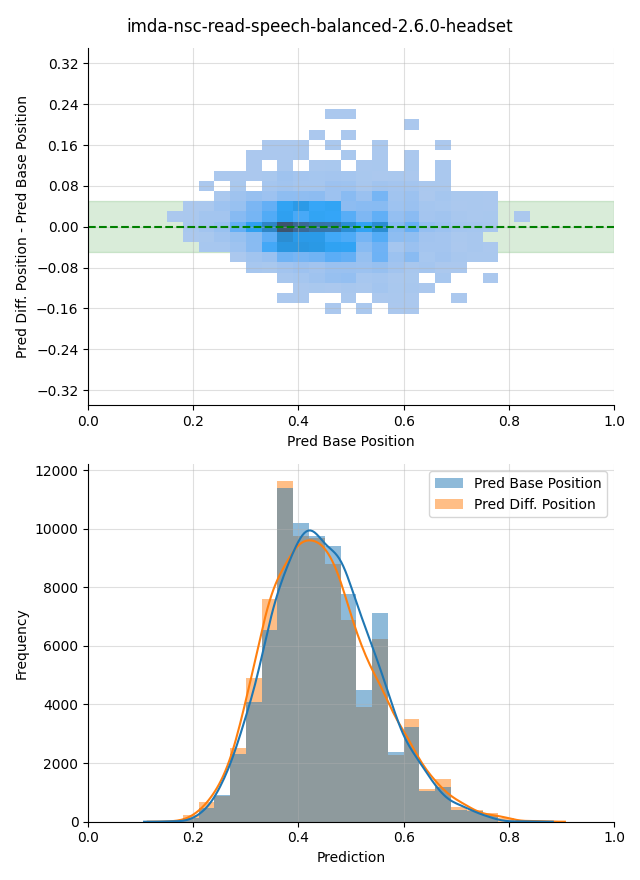 imda-nsc-read-speech-balanced-2.6.0-headset
Pred Diff. Position - Pred Base Position
0.32
0.24
0.16
0.08
0.00
−0.08
−0.16
−0.24
−0.32
0.0 0.2 0.4 0.6 0.8 1.0
Pred Base Position
Frequency
12000
10000
8000
6000
4000
2000
0
Pred Base Position
Pred Diff. Position
0.0 0.2 0.4 0.6 0.8 1.0
Prediction